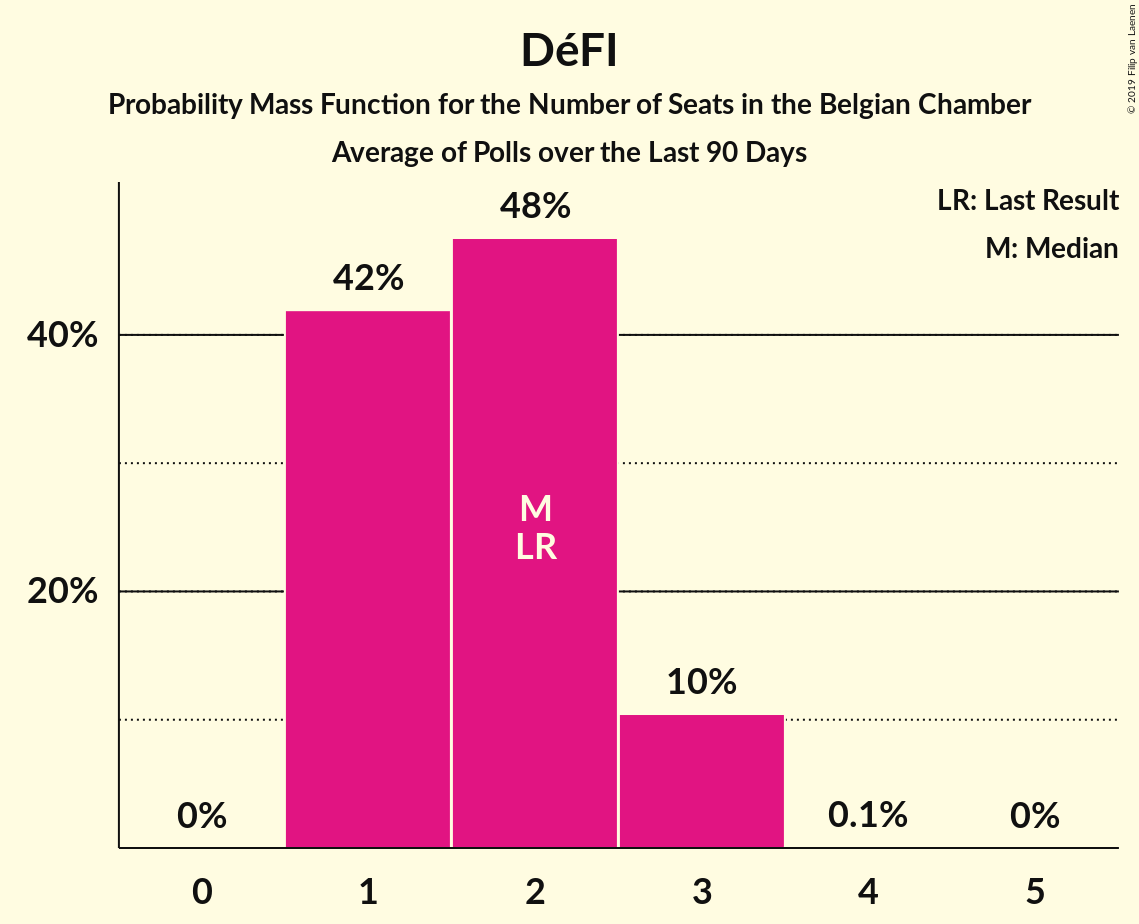 DéFI
Probability Mass Function for the Number of Seats in the Belgian Chamber
Average of Polls over the Last 90 Days
© 2019 Filip van Laenen
LR: Last Result
M: Median
48%
42%
40%
M
LR
20%
10%
0%
0.1%
0%
0 1 2 3 4 5